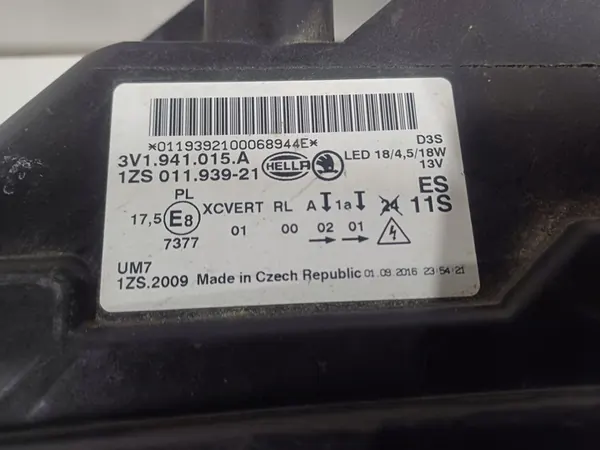 *0119392100068944E*
3V1.941.015.A
1ZS 011.939-21
HELLA
D3S
LED 18/4,5/18W
13V
ES
11S
PL
17,5 E8 XCVERT RL A 1a 24
7377 01 00 02 01
UM7
1ZS.2009 Made in Czech Republic 01.09.2016 23:54:21